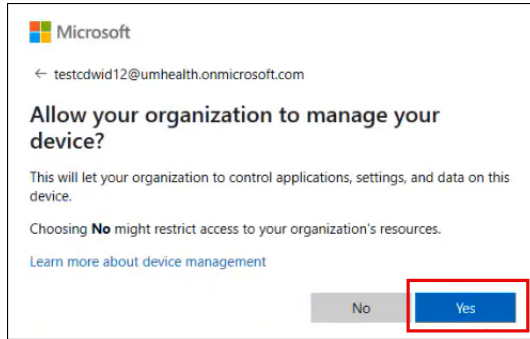 Microsoft
← testcdwid12@umhealth.onmicrosoft.com
Allow your organization to manage your
device?
This will let your organization to control applications, settings, and data on this
device.
Choosing No might restrict access to your organization's resources.
Learn more about device management
No
Yes